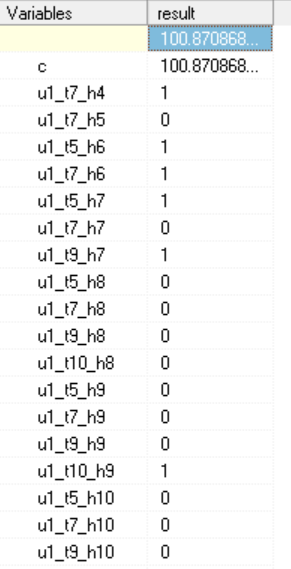 Variables result
100.870868...
c 100.870868...
u1_t7_h4 1
u1_t7_h5 0
u1_t5_h6 1
u1_t7_h6 1
u1_t5_h7 1
u1_t7_h7 0
u1_t9_h7 1
u1_t5_h8 0
u1_t7_h8 0
u1_t9_h8 0
u1_t10_h8 0
u1_t5_h9 0
u1_t7_h9 0
u1_t9_h9 0
u1_t10_h9 1
u1_t5_h10 0
u1_t7_h10 0
u1_t9_h10 0